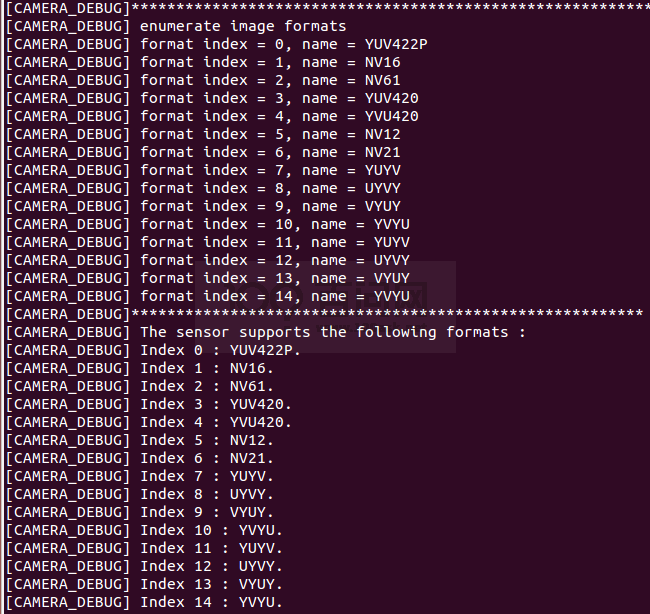 [CAMERA_DEBUG]**********************************************************
[CAMERA_DEBUG] enumerate image formats
[CAMERA_DEBUG] format index = 0, name = YUV422P
[CAMERA_DEBUG] format index = 1, name = NV16
[CAMERA_DEBUG] format index = 2, name = NV61
[CAMERA_DEBUG] format index = 3, name = YUV420
[CAMERA_DEBUG] format index = 4, name = YVU420
[CAMERA_DEBUG] format index = 5, name = NV12
[CAMERA_DEBUG] format index = 6, name = NV21
[CAMERA_DEBUG] format index = 7, name = YUYV
[CAMERA_DEBUG] format index = 8, name = UYVY
[CAMERA_DEBUG] format index = 9, name = VYUY
[CAMERA_DEBUG] format index = 10, name = YVYU
[CAMERA_DEBUG] format index = 11, name = YUYV
[CAMERA_DEBUG] format index = 12, name = UYVY
[CAMERA_DEBUG] format index = 13, name = VYUY
[CAMERA_DEBUG] format index = 14, name = YVYU
[CAMERA_DEBUG]*********************************************************
[CAMERA_DEBUG] The sensor supports the following formats :
[CAMERA_DEBUG] Index 0 : YUV422P.
[CAMERA_DEBUG] Index 1 : NV16.
[CAMERA_DEBUG] Index 2 : NV61.
[CAMERA_DEBUG] Index 3 : YUV420.
[CAMERA_DEBUG] Index 4 : YVU420.
[CAMERA_DEBUG] Index 5 : NV12.
[CAMERA_DEBUG] Index 6 : NV21.
[CAMERA_DEBUG] Index 7 : YUYV.
[CAMERA_DEBUG] Index 8 : UYVY.
[CAMERA_DEBUG] Index 9 : VYUY.
[CAMERA_DEBUG] Index 10 : YVYU.
[CAMERA_DEBUG] Index 11 : YUYV.
[CAMERA_DEBUG] Index 12 : UYVY.
[CAMERA_DEBUG] Index 13 : VYUY.
[CAMERA_DEBUG] Index 14 : YVYU.